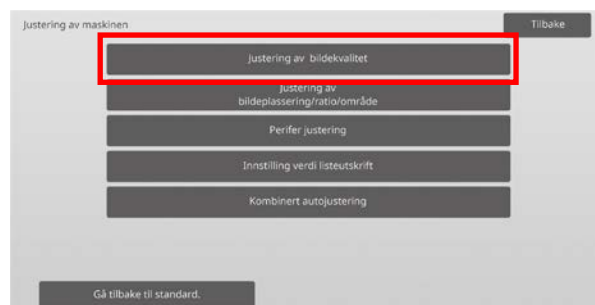 Justering av maskinen
Tilbake
Justering av bildekvalitet
Justering av
bildeplassering/ratio/område
Perifer justering
Innstilling verdi listeutskrift
Kombinert autojustering
Gå tilbake til standard.